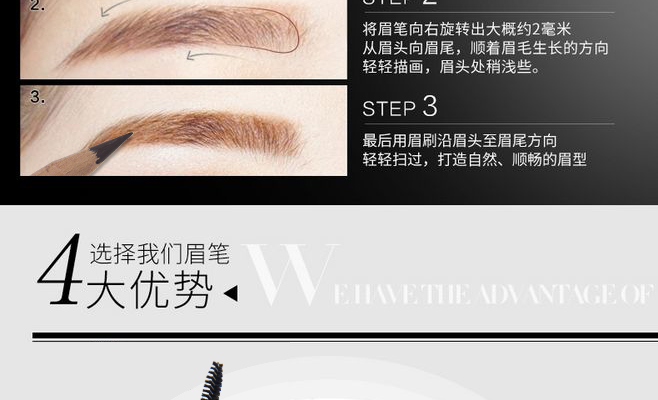 2.
STEP 2
将眉笔向右旋转出大概约2毫米
从眉头向眉尾，顺着眉毛生长的方向
轻轻描画，眉头处稍浅些。
3.
STEP 3
最后用眉刷沿眉头至眉尾方向
轻轻扫过，打造自然、顺畅的眉型
4
选择我们眉笔
大优势
WE HAVE THE ADVANTAGE OF